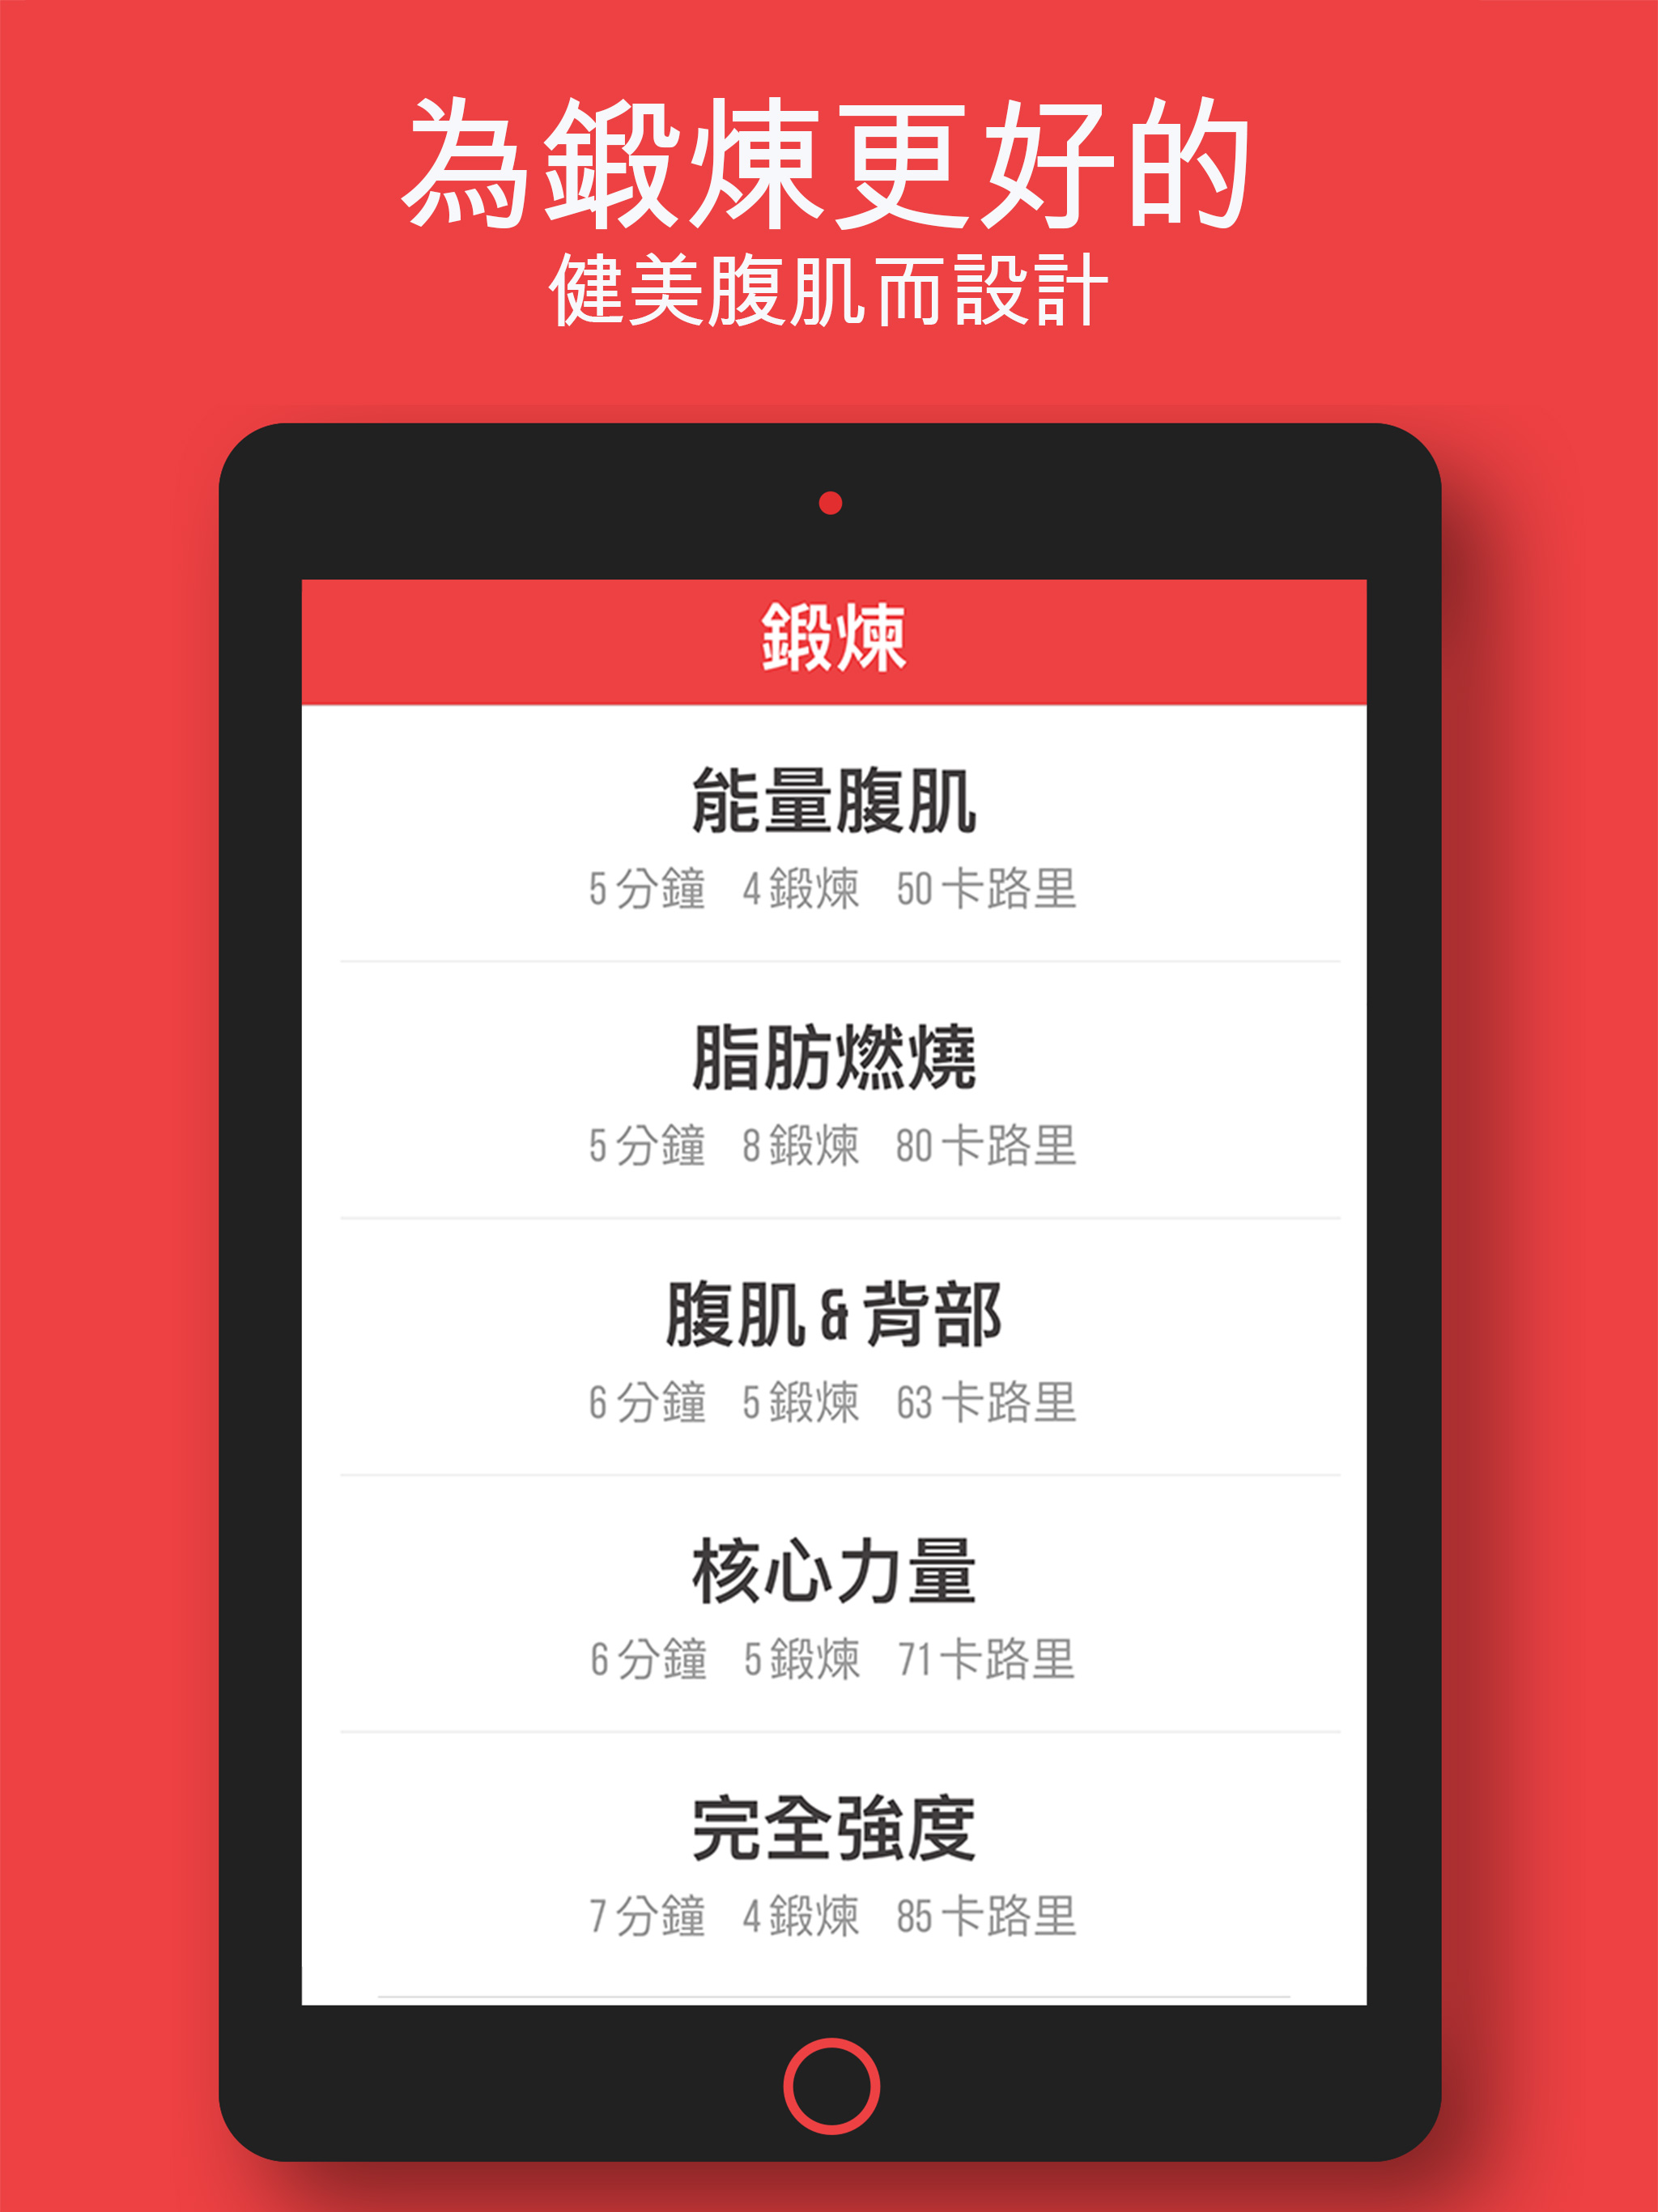 為鍛煉更好的
健美腹肌而設計
鍛煉
能量腹肌
5 分鐘 4 鍛煉 50 卡路里
脂肪燃燒
5 分鐘 8 鍛煉 80 卡路里
腹肌 & 背部
6 分鐘 5 鍛煉 63 卡路里
核心力量
6 分鐘 5 鍛煉 71 卡路里
完全強度
7 分鐘 4 鍛煉 85 卡路里